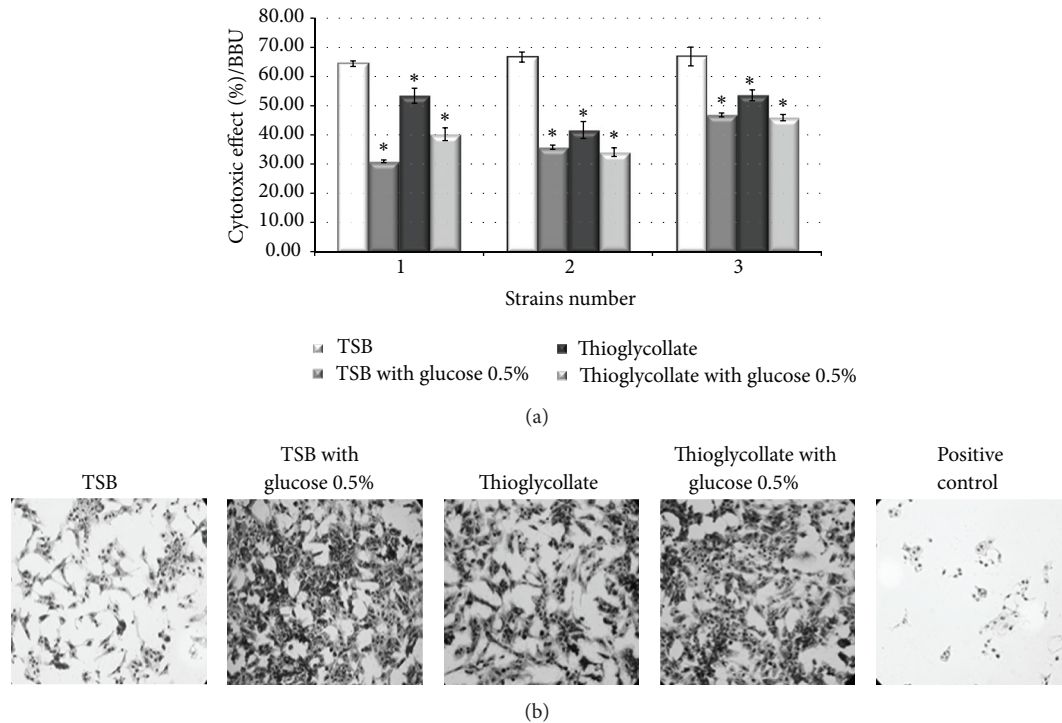 80.00
70.00
60.00
50.00
40.00
30.00
20.00
10.00
0.00
Cytotoxic effect (%)/BBU
* * *
* * *
* * *
1 2 3
Strains number
TSB
Thioglycollate
TSB with glucose 0.5%
Thioglycollate with glucose 0.5%
(a)
TSB
TSB with
glucose 0.5%
Thioglycollate
Thioglycollate with
glucose 0.5%
Positive
control
(b)